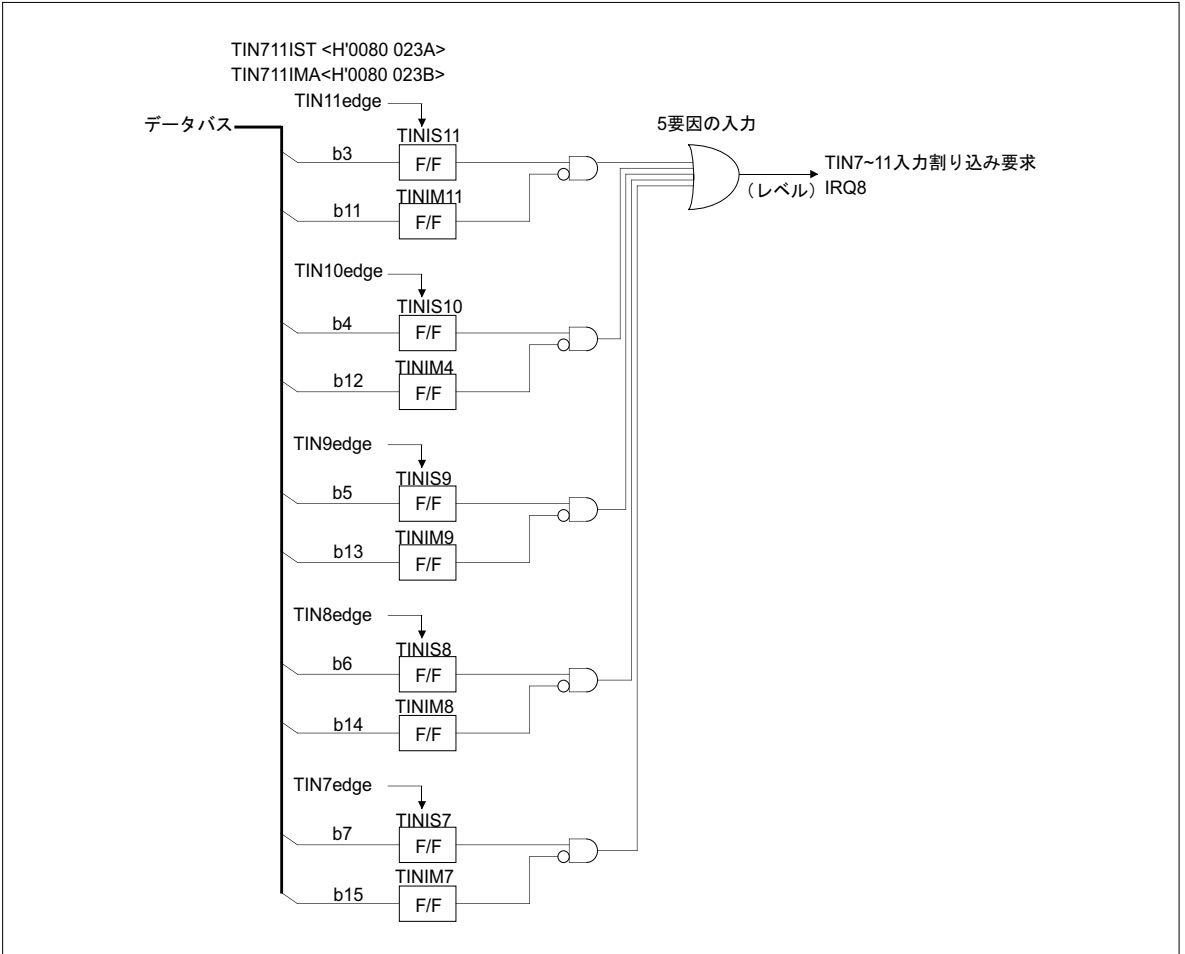 TIN711IST <H'0080 023A>
TIN711IMA<H'0080 023B>
TIN11edge
データバス
TINIS11
5要因の入力
b3
F/F
TIN7~11入力割り込み要求
(レベル)
IRQ8
TINIM11
b11
F/F
TIN10edge
TINIS10
b4
F/F
TINIM4
b12
F/F
TIN9edge
TINIS9
b5
F/F
TINIM9
b13
F/F
TIN8edge
TINIS8
b6
F/F
TINIM8
b14
F/F
TIN7edge
TINIS7
b7
F/F
TINIM7
b15
F/F